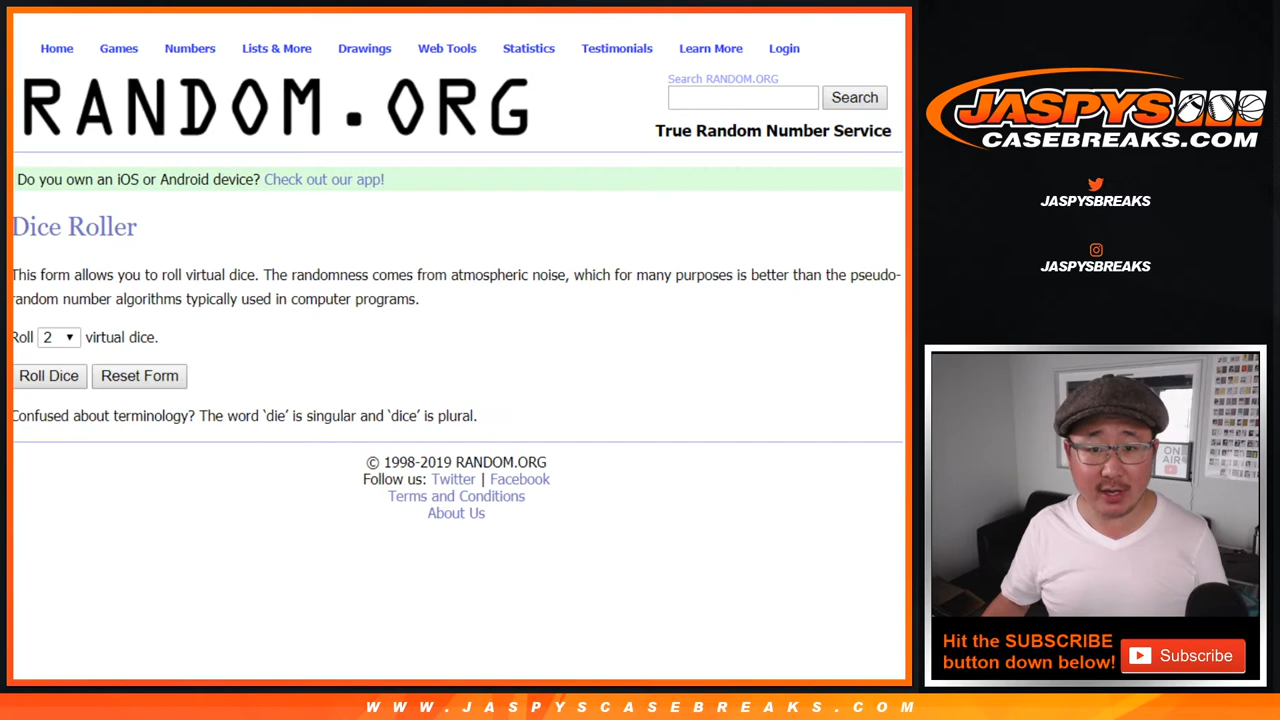 Home Games Numbers Lists & More Drawings Web Tools Statistics Testimonials Learn More Login
RANDOM.ORG
Search RANDOM.ORG
Search
True Random Number Service
Do you own an iOS or Android device? Check out our app!
Dice Roller
This form allows you to roll virtual dice. The randomness comes from atmospheric noise, which for many purposes is better than the pseudo-
random number algorithms typically used in computer programs.
Roll 2 virtual dice.
Roll Dice Reset Form
Confused about terminology? The word ‘die’ is singular and ‘dice’ is plural.
© 1998-2019 RANDOM.ORG
Follow us: Twitter | Facebook
Terms and Conditions
About Us
JASPYS
CASEBREAKS.COM
JASPYSBREAKS
JASPYSBREAKS
ON
AIR
Hit the SUBSCRIBE
button down below!
Subscribe
WWW.JASPYSCASEBREAKS.COM